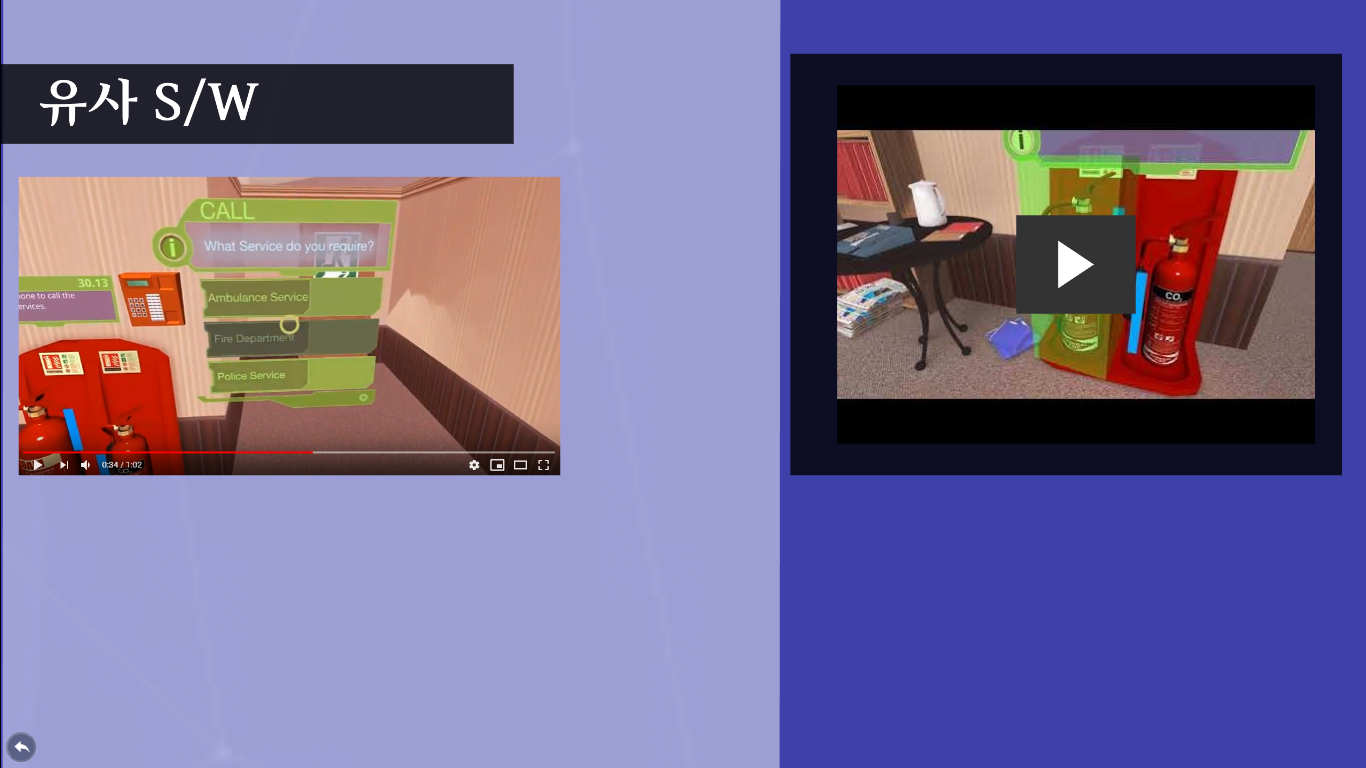 유사 S/W
CALL
What Service do you require?
30.13
one to call the
ervices.
Ambulance Service
Fire Department
Police Service
0:34 / 1:02
CO₂